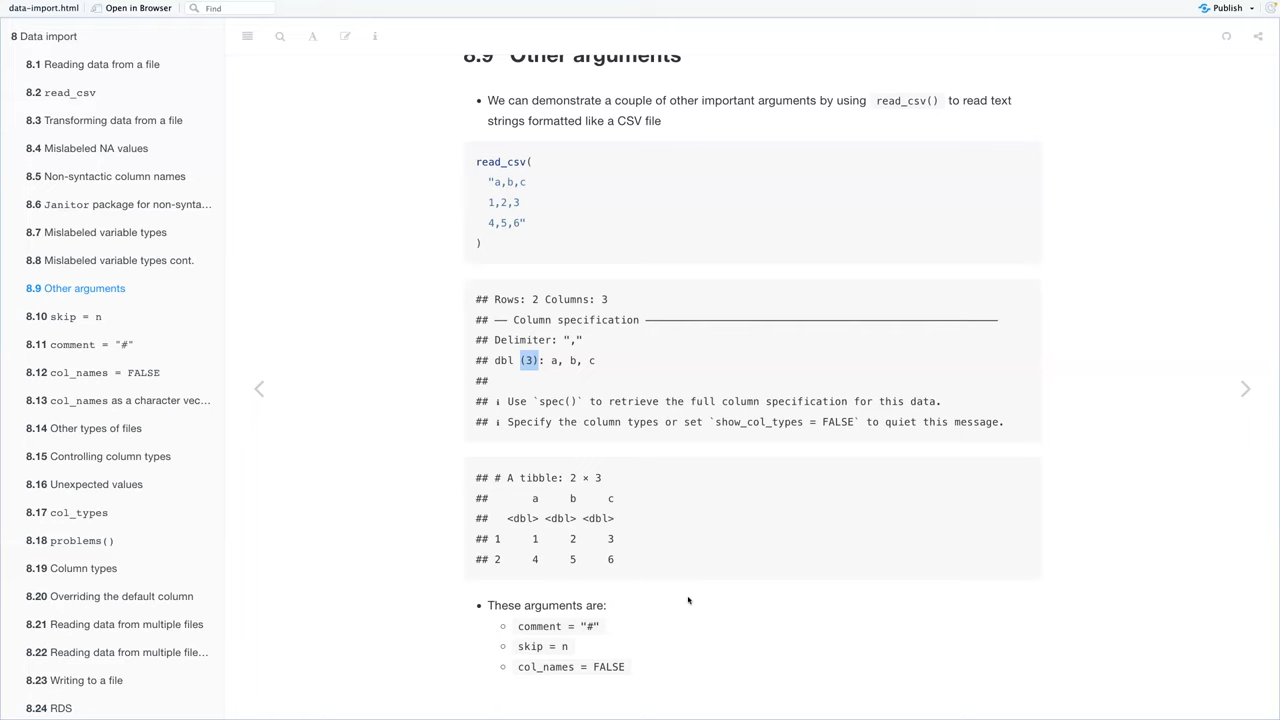 data-import.html
Open in Browser
Find
Publish
8 Data import
8.1 Reading data from a file
8.2 read_csv
8.3 Transforming data from a file
8.4 Mislabeled NA values
8.5 Non-syntactic column names
8.6 Janitor package for non-synta...
8.7 Mislabeled variable types
8.8 Mislabeled variable types cont.
8.9 Other arguments
8.10 skip = n
8.11 comment = "#"
8.12 col_names = FALSE
8.13 col_names as a character vec...
8.14 Other types of files
8.15 Controlling column types
8.16 Unexpected values
8.17 col_types
8.18 problems()
8.19 Column types
8.20 Overriding the default column
8.21 Reading data from multiple files
8.22 Reading data from multiple file...
8.23 Writing to a file
8.24 RDS
8.9 Other arguments
• We can demonstrate a couple of other important arguments by using read_csv() to read text
strings formatted like a CSV file
read_csv(
"a,b,c
1,2,3
4,5,6"
)
## Rows: 2 Columns: 3
## ── Column specification ────────────────────────────────────────────────────────
## Delimiter: ","
## dbl (3): a, b, c
##
## ℹ Use `spec()` to retrieve the full column specification for this data.
## ℹ Specify the column types or set `show_col_types = FALSE` to quiet this message.
## # A tibble: 2 × 3
## a b c
## <dbl> <dbl> <dbl>
## 1 1 2 3
## 2 4 5 6
• These arguments are:
○ comment = "#"
○ skip = n
○ col_names = FALSE